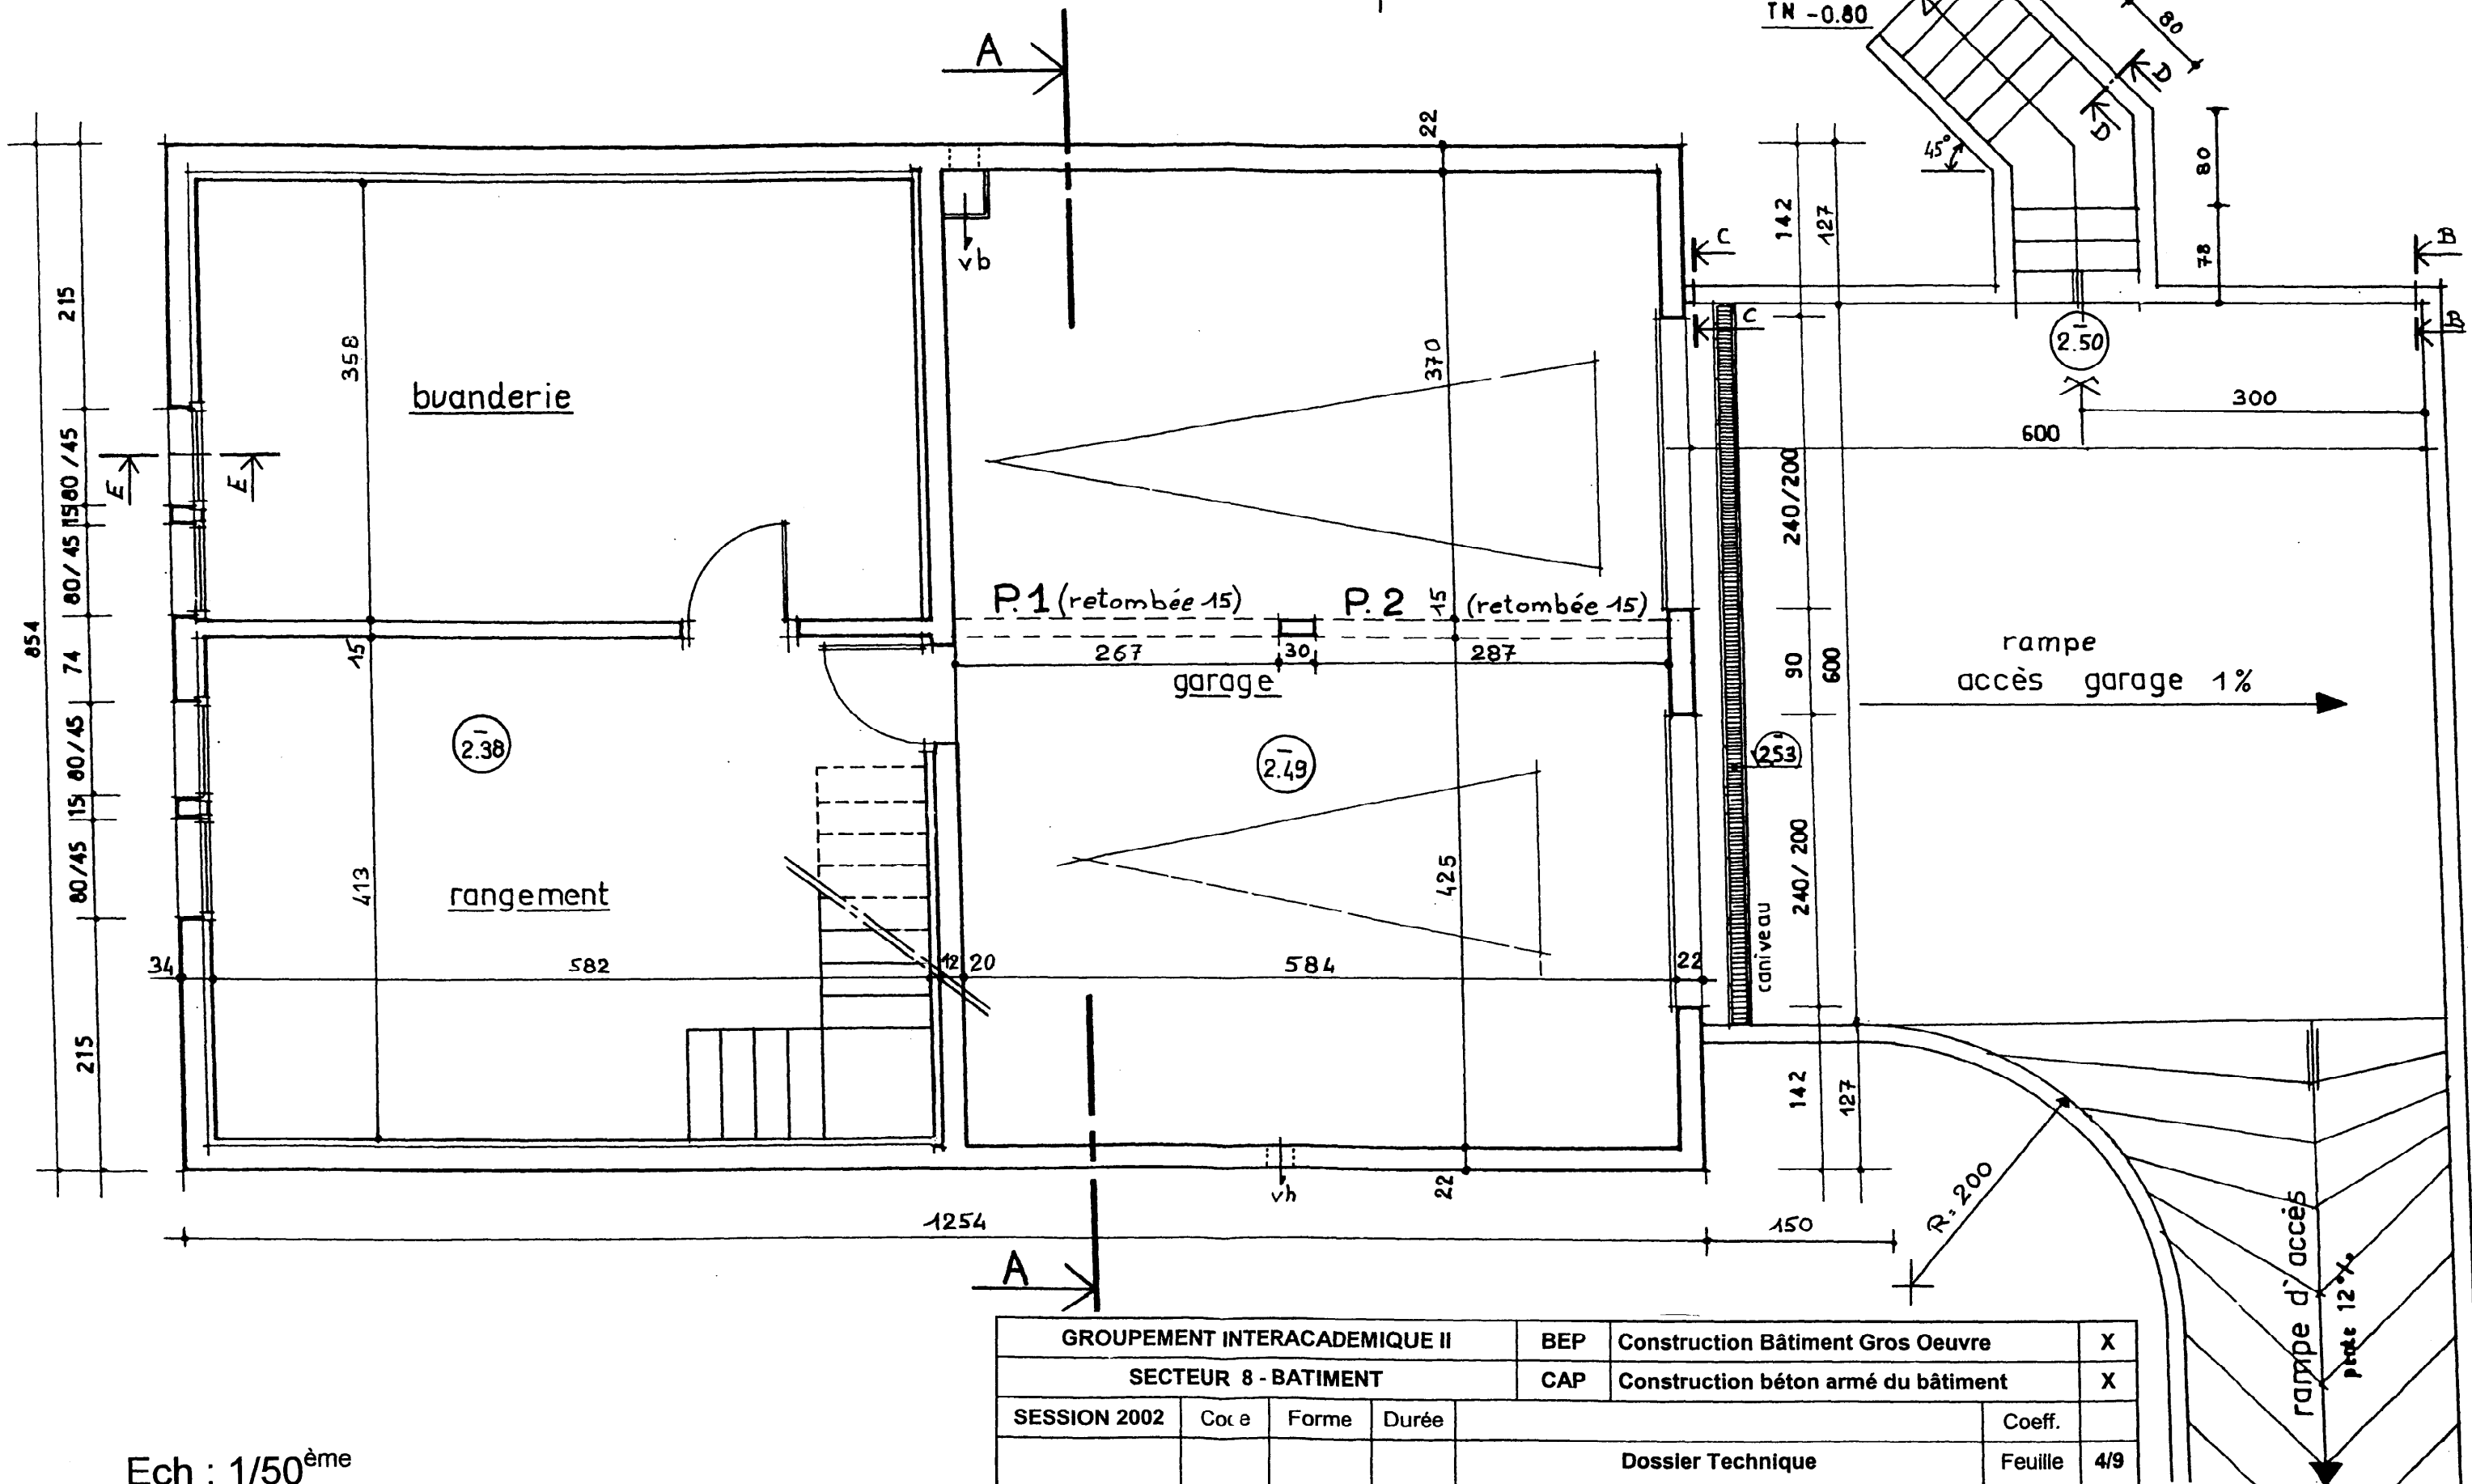 TN -0.80
80
D
D
A
22
45°
80
142
127
78
C
B
vb
215
C
B
2.50
358
370
buanderie
300
600
80/45
E
E
240/200
15
80/45
P.1 (retombée 15)
P.2
15
(retombée 15)
854
15
267
30
287
74
90
600
rampe
accès garage 1%
garage
2.38
2.49
2.53
80/45
15
240/200
80/45
413
rangement
425
caniveau
34
582
12
20
584
22
215
142
127
vh
22
R=200
1254
150
rampe d'accès
pente 12%
A
GROUPEMENT INTERACADEMIQUE II
BEP
Construction Bâtiment Gros Oeuvre
X
SECTEUR 8 - BATIMENT
CAP
Construction béton armé du bâtiment
X
SESSION 2002
Code
Forme
Durée
Coeff.
Dossier Technique
Feuille
4/9
Ech : 1/50ème